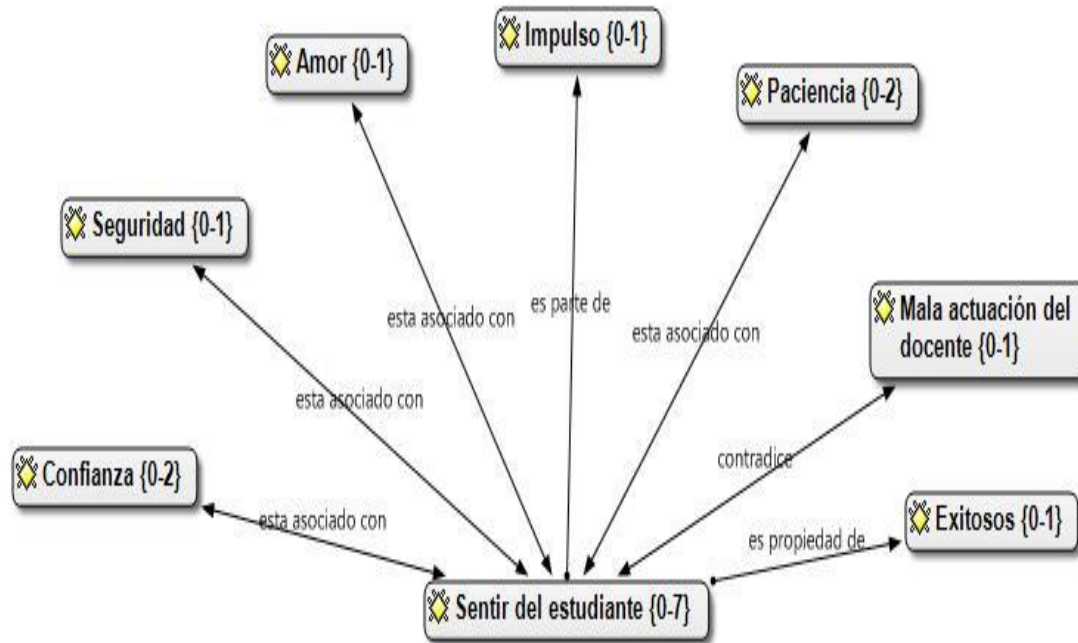 Impulso {0-1}
Amor {0-1}
Paciencia {0-2}
Seguridad {0-1}
Mala actuación del
docente {0-1}
esta asociado con
es parte de
esta asociado con
esta asociado con
Confianza {0-2}
contradice
esta asociado con
Exitosos {0-1}
es propiedad de
Sentir del estudiante {0-7}